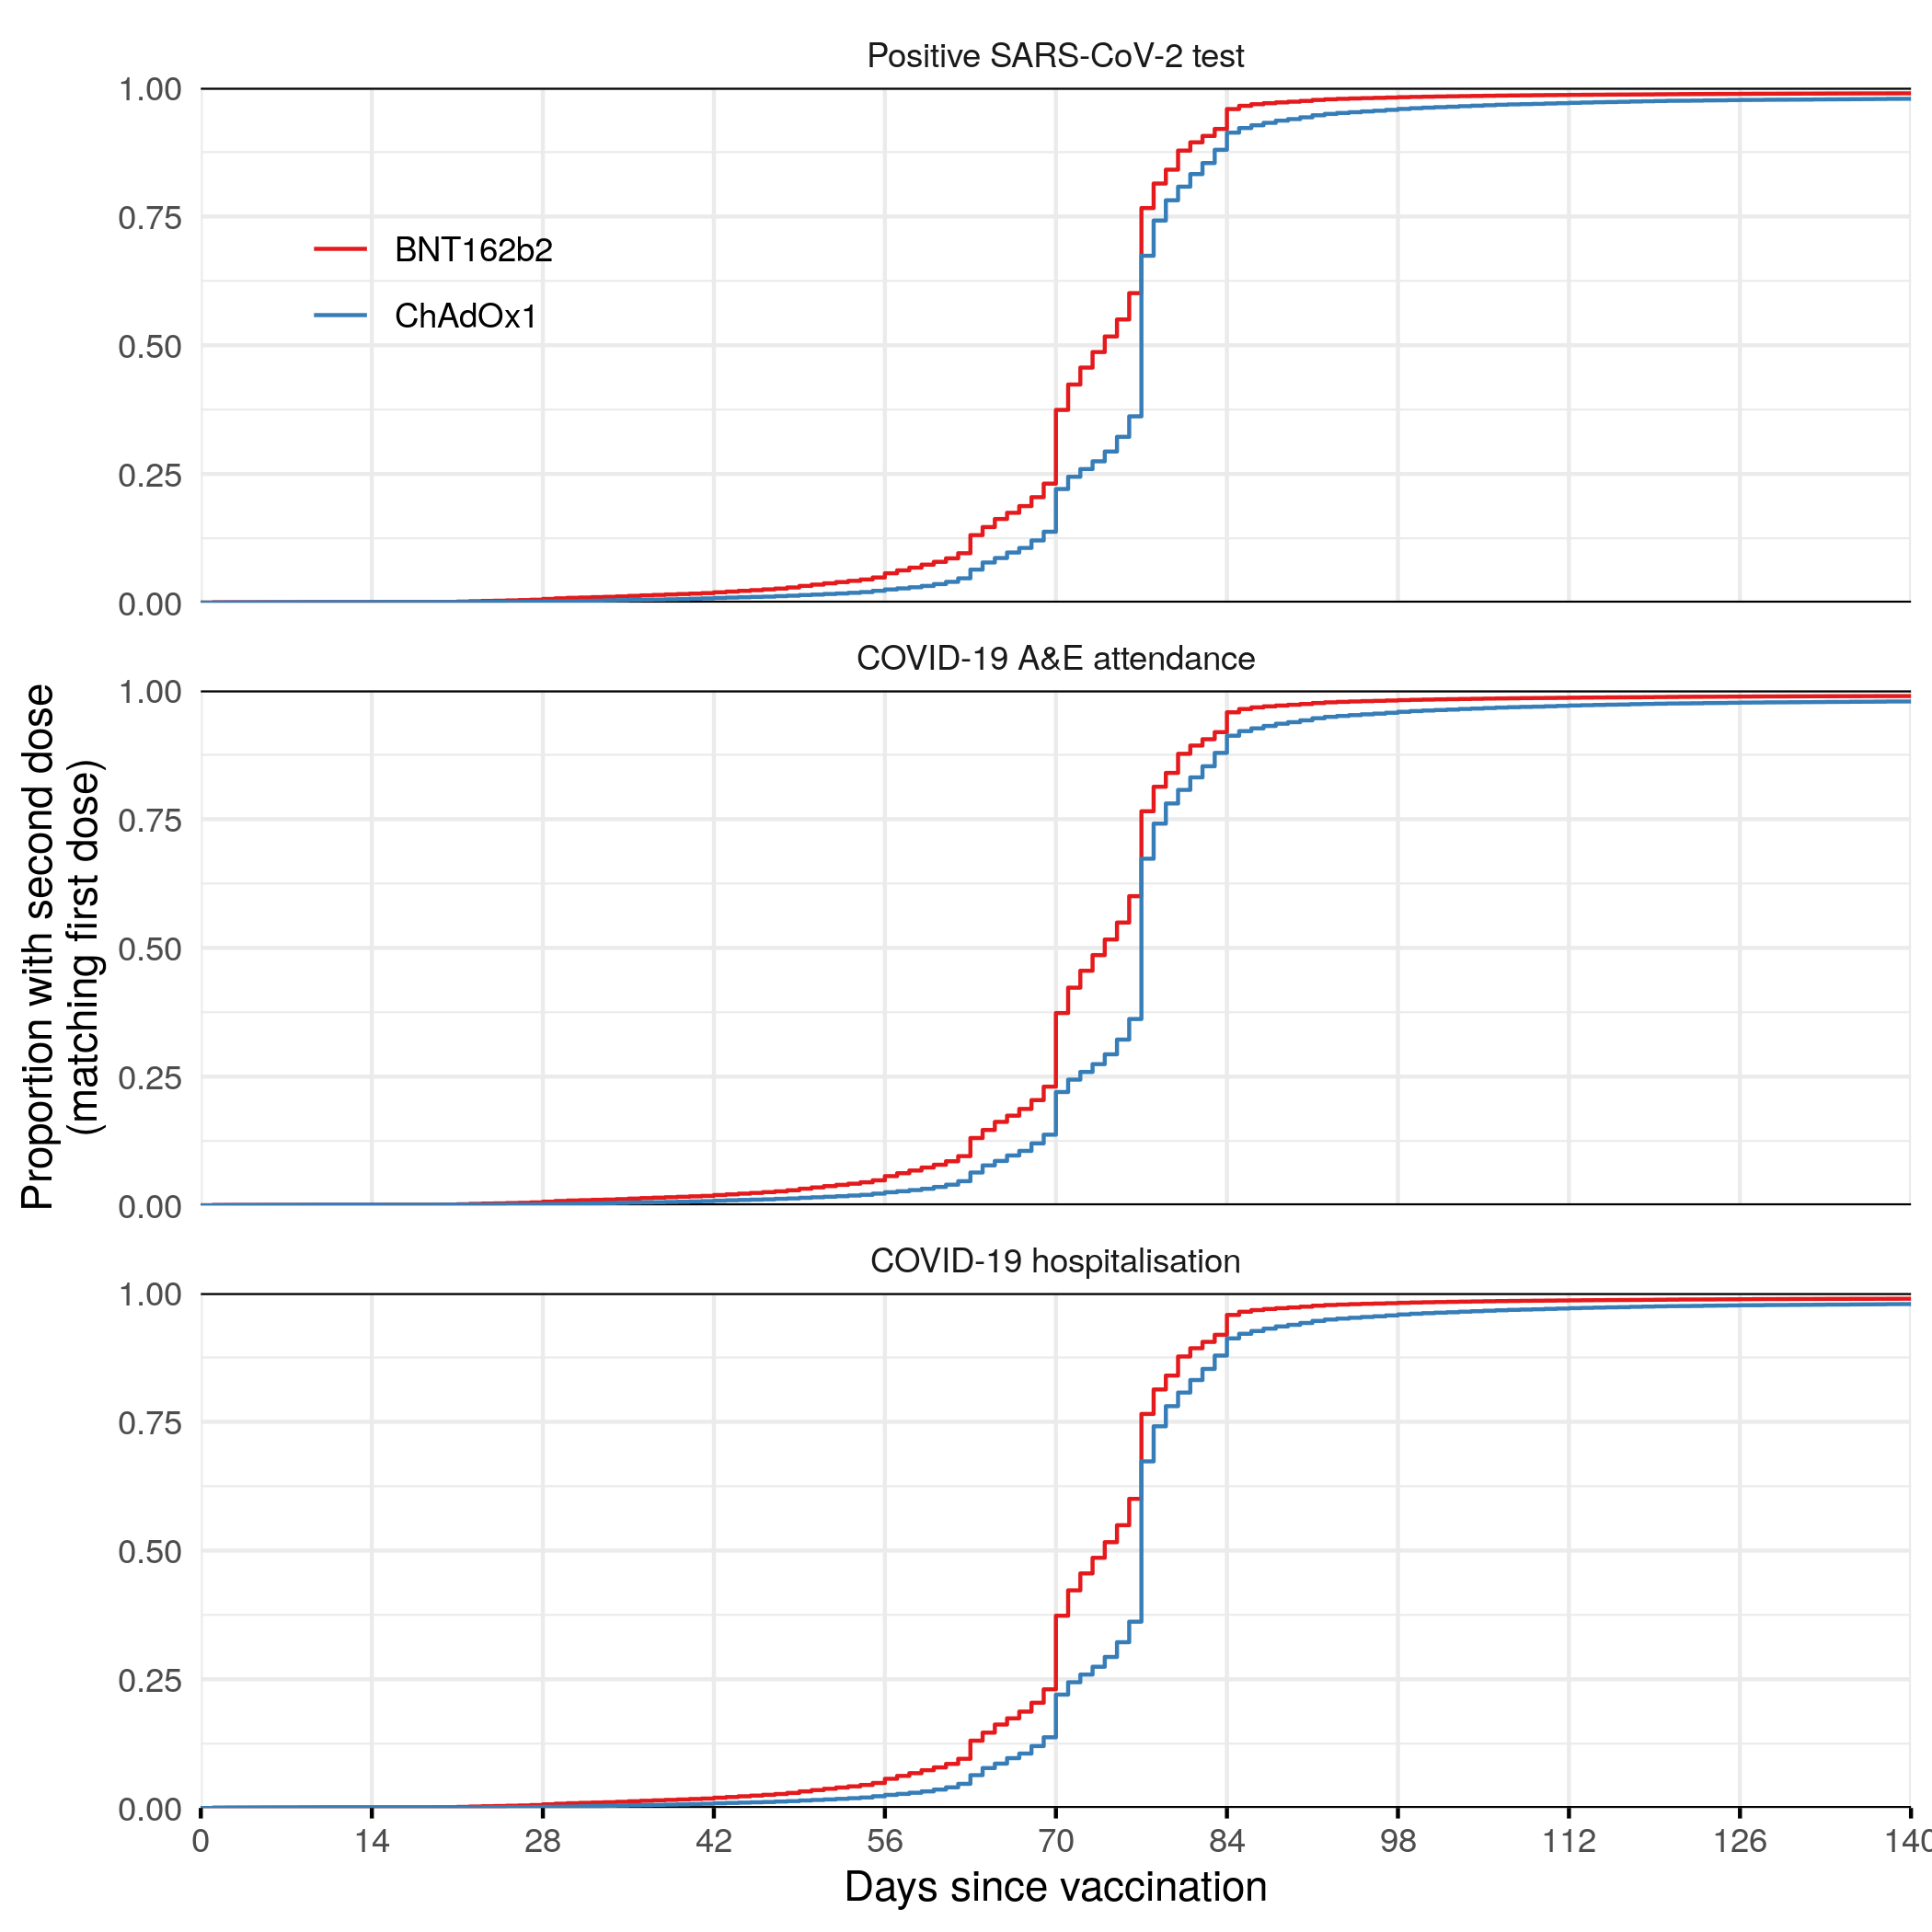 Positive SARS-CoV-2 test
1.00
0.75
0.50
0.25
0.00
BNT162b2
ChAdOx1
COVID-19 A&E attendance
1.00
0.75
0.50
0.25
0.00
Proportion with second dose
(matching first dose)
COVID-19 hospitalisation
1.00
0.75
0.50
0.25
0.00
0 14 28 42 56 70 84 98 112 126 140
Days since vaccination